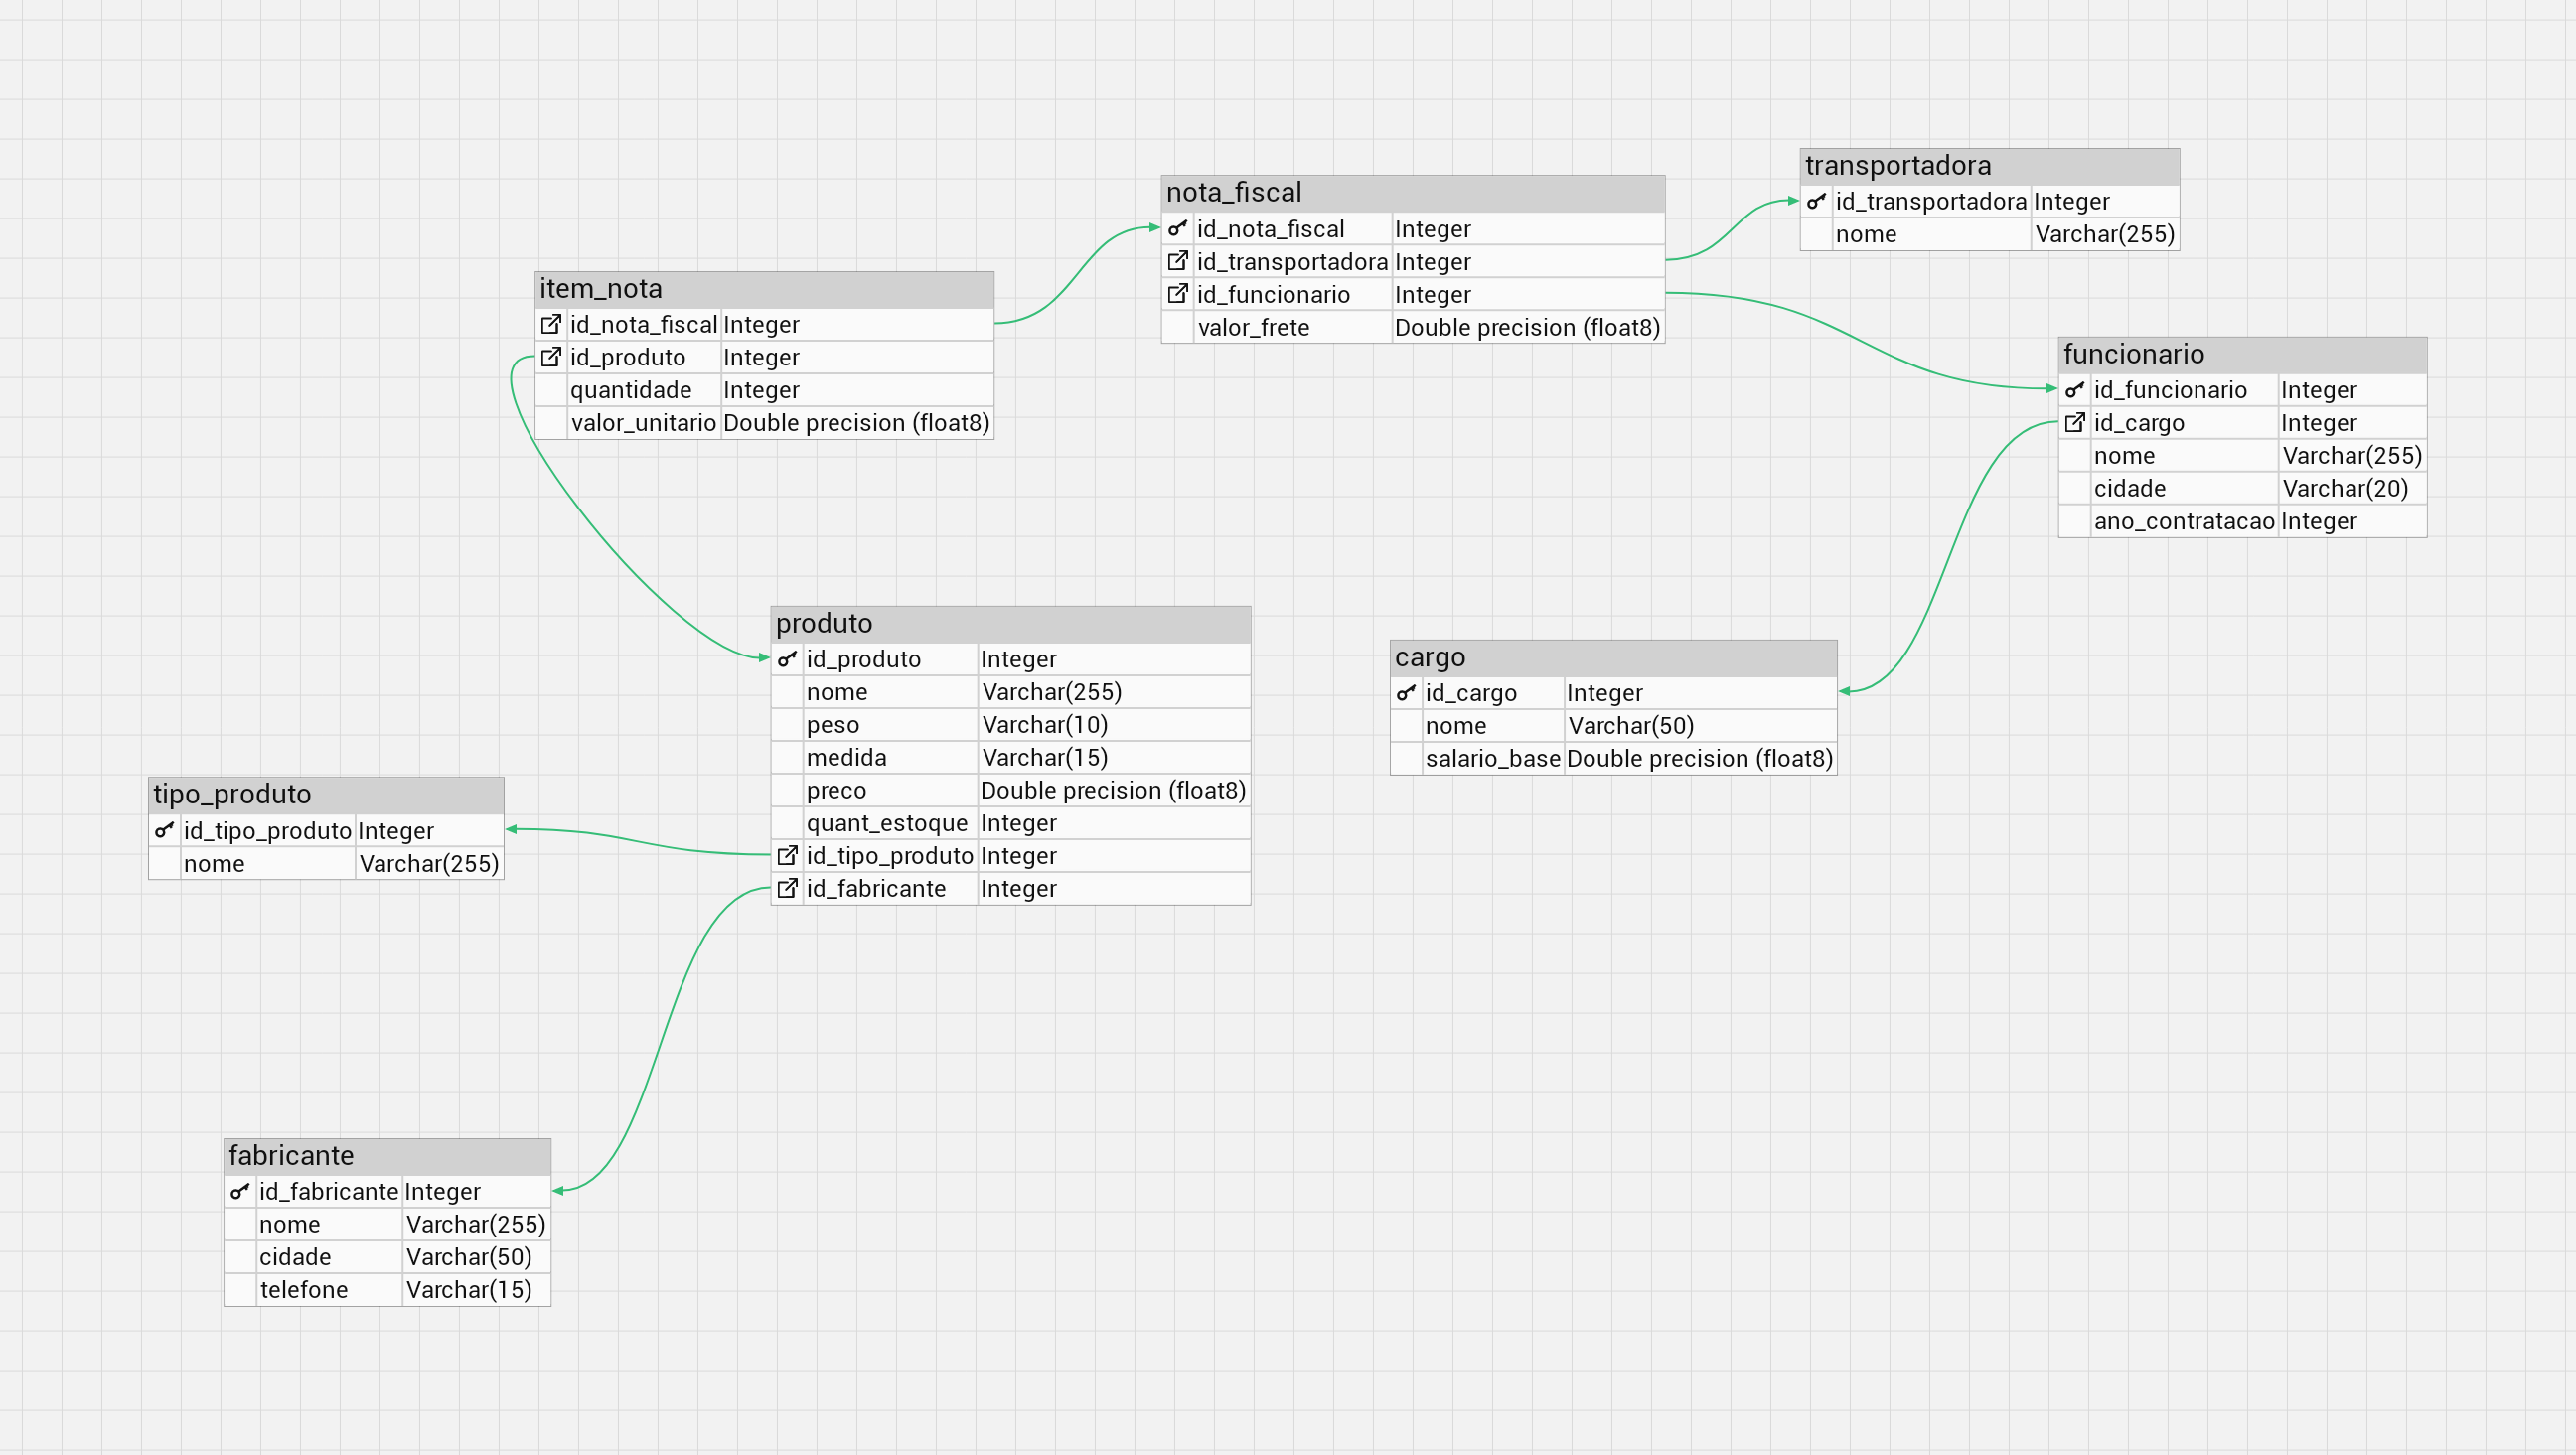 transportadora
id_transportadora Integer
nome Varchar(255)
nota_fiscal
id_nota_fiscal Integer
id_transportadora Integer
id_funcionario Integer
valor_frete Double precision (float8)
item_nota
id_nota_fiscal Integer
id_produto Integer
quantidade Integer
valor_unitario Double precision (float8)
funcionario
id_funcionario Integer
id_cargo Integer
nome Varchar(255)
cidade Varchar(20)
ano_contratacao Integer
produto
id_produto Integer
nome Varchar(255)
peso Varchar(10)
medida Varchar(15)
preco Double precision (float8)
quant_estoque Integer
id_tipo_produto Integer
id_fabricante Integer
cargo
id_cargo Integer
nome Varchar(50)
salario_base Double precision (float8)
tipo_produto
id_tipo_produto Integer
nome Varchar(255)
fabricante
id_fabricante Integer
nome Varchar(255)
cidade Varchar(50)
telefone Varchar(15)